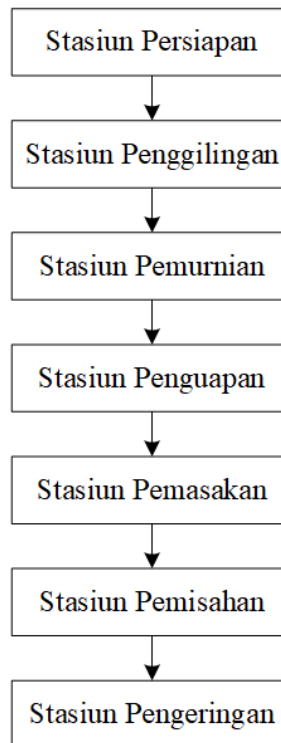 Stasiun Persiapan
Stasiun Penggilingan
Stasiun Pemurnian
Stasiun Penguapan
Stasiun Pemasakan
Stasiun Pemisahan
Stasiun Pengeringan